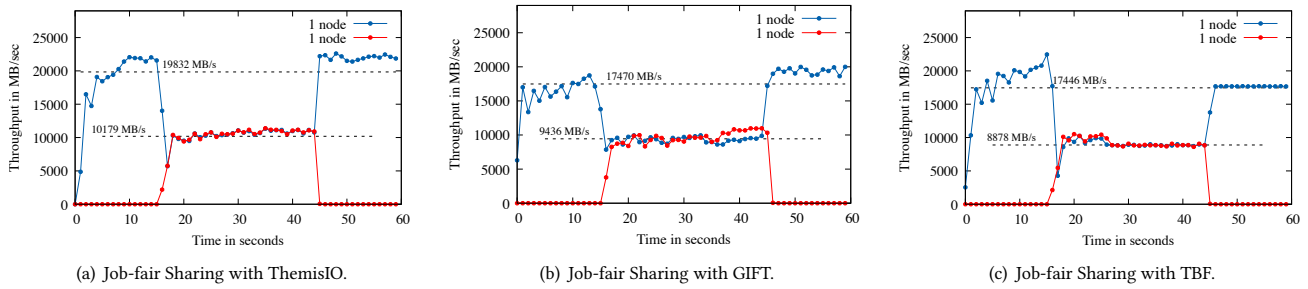 25000
20000
15000
10000
5000
0
Throughput in MB/sec
1 node
1 node
19832 MB/s
10179 MB/s
0 10 20 30 40 50 60
Time in seconds
(a) Job-fair Sharing with ThemisIO.
25000
20000
15000
10000
5000
0
Throughput in MB/sec
1 node
1 node
17470 MB/s
9436 MB/s
0 10 20 30 40 50 60
Time in seconds
(b) Job-fair Sharing with GIFT.
25000
20000
15000
10000
5000
0
Throughput in MB/sec
1 node
1 node
17446 MB/s
8878 MB/s
0 10 20 30 40 50 60
Time in seconds
(c) Job-fair Sharing with TBF.